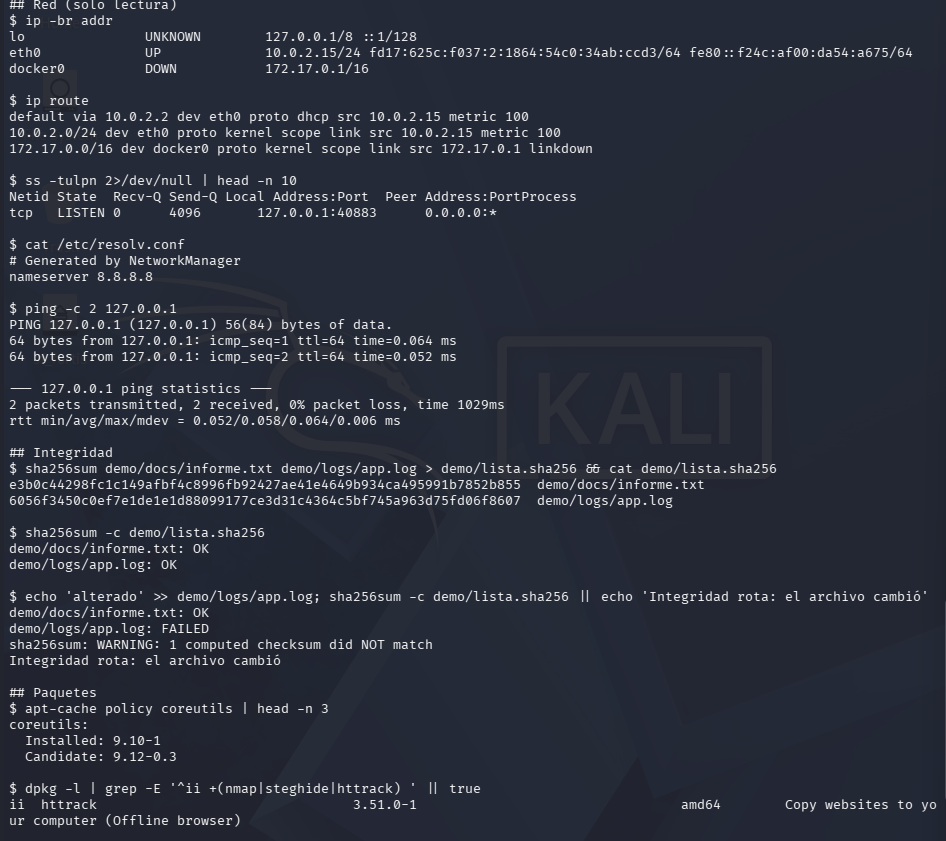 ## Red (solo lectura)
$ ip -br addr
lo               UNKNOWN        127.0.0.1/8 ::1/128
eth0             UP             10.0.2.15/24 fd17:625c:f037:2:1864:54c0:34ab:ccd3/64 fe80::f24c:af00:da54:a675/64
docker0          DOWN           172.17.0.1/16

$ ip route
default via 10.0.2.2 dev eth0 proto dhcp src 10.0.2.15 metric 100
10.0.2.0/24 dev eth0 proto kernel scope link src 10.0.2.15 metric 100
172.17.0.0/16 dev docker0 proto kernel scope link src 172.17.0.1 linkdown

$ ss -tulpn 2>/dev/null | head -n 10
Netid State  Recv-Q Send-Q Local Address:Port  Peer Address:PortProcess
tcp   LISTEN 0      4096       127.0.0.1:40883      0.0.0.0:*

$ cat /etc/resolv.conf
# Generated by NetworkManager
nameserver 8.8.8.8

$ ping -c 2 127.0.0.1
PING 127.0.0.1 (127.0.0.1) 56(84) bytes of data.
64 bytes from 127.0.0.1: icmp_seq=1 ttl=64 time=0.064 ms
64 bytes from 127.0.0.1: icmp_seq=2 ttl=64 time=0.052 ms

--- 127.0.0.1 ping statistics ---
2 packets transmitted, 2 received, 0% packet loss, time 1029ms
rtt min/avg/max/mdev = 0.052/0.058/0.064/0.006 ms
KALI

## Integridad
$ sha256sum demo/docs/informe.txt demo/logs/app.log > demo/lista.sha256 && cat demo/lista.sha256
e3b0c44298fc1c149afbf4c8996fb92427ae41e4649b934ca495991b7852b855  demo/docs/informe.txt
6056f3450c0ef7e1de1e1d88099177ce3d31c4364c5bf745a963d75fd06f8607  demo/logs/app.log

$ sha256sum -c demo/lista.sha256
demo/docs/informe.txt: OK
demo/logs/app.log: OK

$ echo 'alterado' >> demo/logs/app.log; sha256sum -c demo/lista.sha256 || echo 'Integridad rota: el archivo cambió'
demo/docs/informe.txt: OK
demo/logs/app.log: FAILED
sha256sum: WARNING: 1 computed checksum did NOT match
Integridad rota: el archivo cambió

## Paquetes
$ apt-cache policy coreutils | head -n 3
coreutils:
  Installed: 9.10-1
  Candidate: 9.12-0.3

$ dpkg -l | grep -E '^ii +(nmap|steghide|httrack) ' || true
ii  httrack                                3.51.0-1                                 amd64        Copy websites to yo
ur computer (Offline browser)